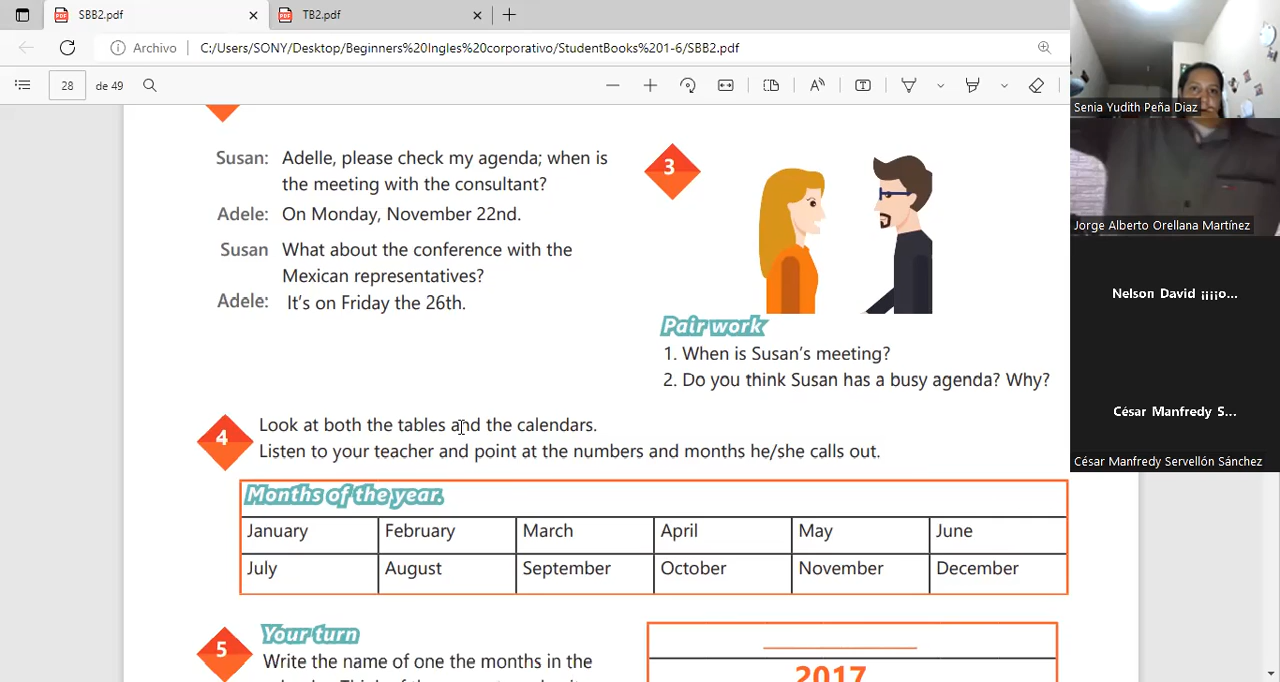 SBB2.pdf
TB2.pdf
Archivo
C:/Users/SONY/Desktop/Beginners%20Ingles%20corporativo/StudentBooks%201-6/SBB2.pdf
28
de 49
Susan: Adelle, please check my agenda; when is
the meeting with the consultant?
Adele: On Monday, November 22nd.
Susan What about the conference with the
Mexican representatives?
Adele: It's on Friday the 26th.
3
Pair work
1. When is Susan's meeting?
2. Do you think Susan has a busy agenda? Why?
4
Look at both the tables and the calendars.
Listen to your teacher and point at the numbers and months he/she calls out.
Months of the year.
January February March April May June
July August September October November December
5
Your turn
Write the name of one the months in the
2017
Senia Yudith Peña Diaz
Jorge Alberto Orellana Martínez
Nelson David ¡¡¡¡o...
César Manfredy S...
César Manfredy Servellón Sánchez